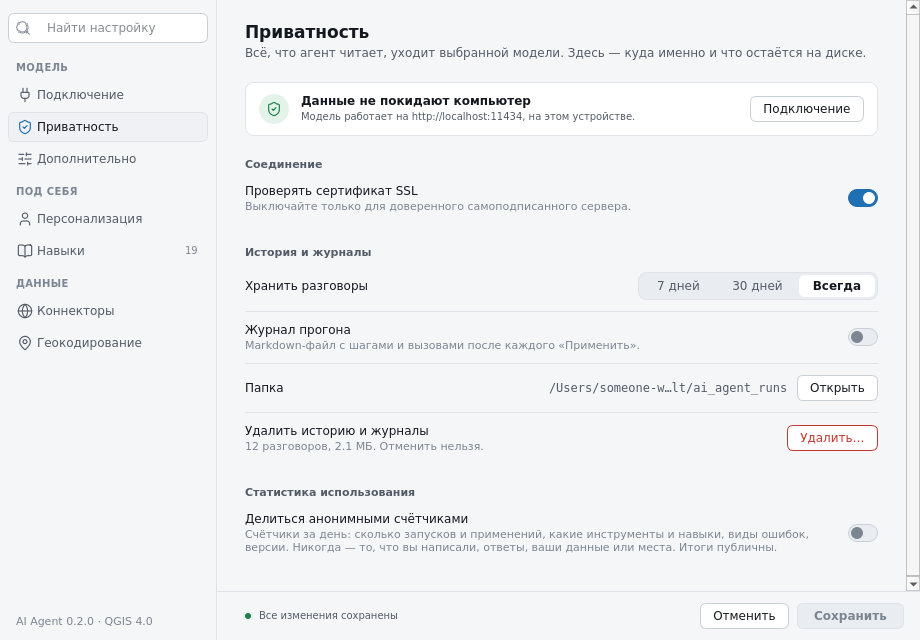 Найти настройку
МОДЕЛЬ
Подключение
Приватность
Дополнительно
ПОД СЕБЯ
Персонализация
Навыки 19
ДАННЫЕ
Коннекторы
Геокодирование
AI Agent 0.2.0 · QGIS 4.0
Приватность
Всё, что агент читает, уходит выбранной модели. Здесь — куда именно и что остаётся на диске.
Данные не покидают компьютер
Модель работает на http://localhost:11434, на этом устройстве.
Подключение
Соединение
Проверять сертификат SSL
Выключайте только для доверенного самоподписанного сервера.
История и журналы
Хранить разговоры 7 дней 30 дней Всегда
Журнал прогона
Markdown-файл с шагами и вызовами после каждого «Применить».
Папка /Users/someone-w…lt/ai_agent_runs Открыть
Удалить историю и журналы
12 разговоров, 2.1 МБ. Отменить нельзя.
Удалить…
Статистика использования
Делиться анонимными счётчиками
Счётчики за день: сколько запусков и применений, какие инструменты и навыки, виды ошибок,
версии. Никогда — то, что вы написали, ответы, ваши данные или места. Итоги публичны.
Все изменения сохранены
Отменить Сохранить